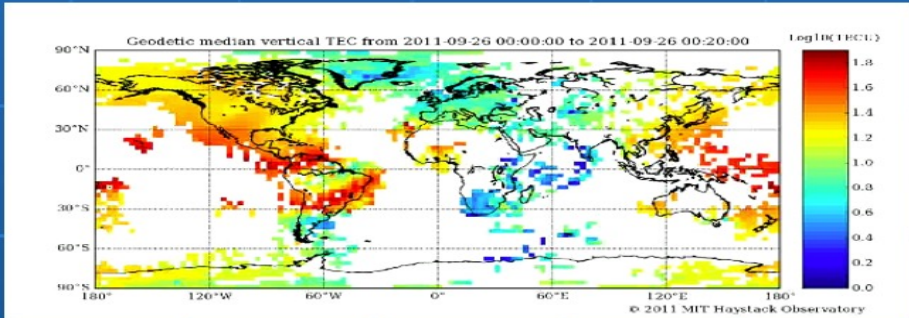 Geodetic median vertical TEC from 2011-09-26 00:00:00 to 2011-09-26 00:20:00
Log10(TECU)
90°N
60°N
30°N
0°
30°S
60°S
90°S
180°
120°W
60°W
0°
60°E
120°E
180°
1.8
1.6
1.4
1.2
1.0
0.8
0.6
0.4
0.2
0.0
© 2011 MIT Haystack Observatory